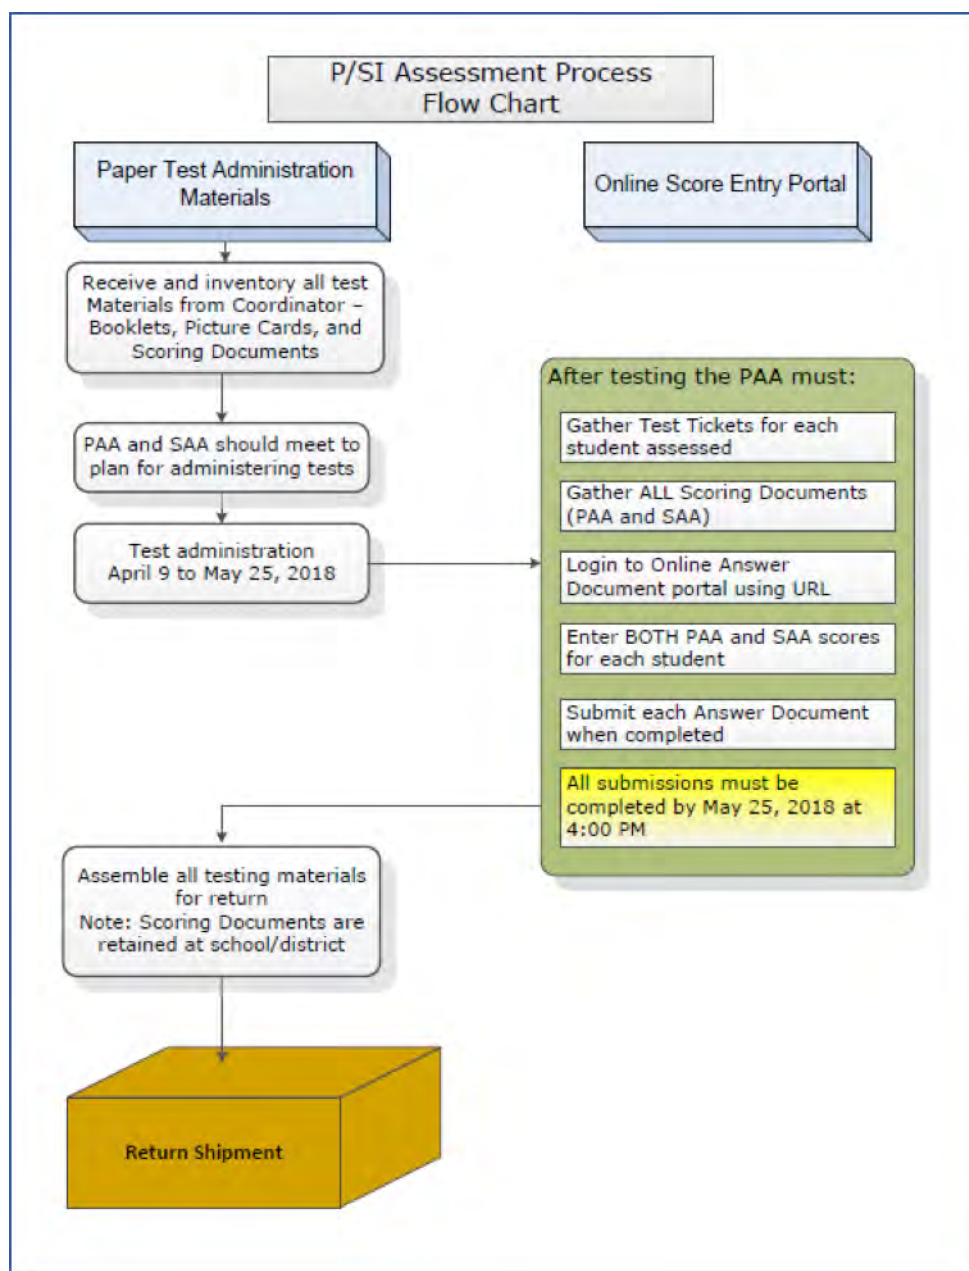 P/SI Assessment Process
Flow Chart
Paper Test Administration
Materials
Online Score Entry Portal
Receive and inventory all test
Materials from Coordinator –
Booklets, Picture Cards, and
Scoring Documents
PAA and SAA should meet to
plan for administering tests
Test administration
April 9 to May 25, 2018
After testing the PAA must:
Gather Test Tickets for each
student assessed
Gather ALL Scoring Documents
(PAA and SAA)
Login to Online Answer
Document portal using URL
Enter BOTH PAA and SAA scores
for each student
Submit each Answer Document
when completed
All submissions must be
completed by May 25, 2018 at
4:00 PM
Assemble all testing materials
for return
Note: Scoring Documents are
retained at school/district
Return Shipment